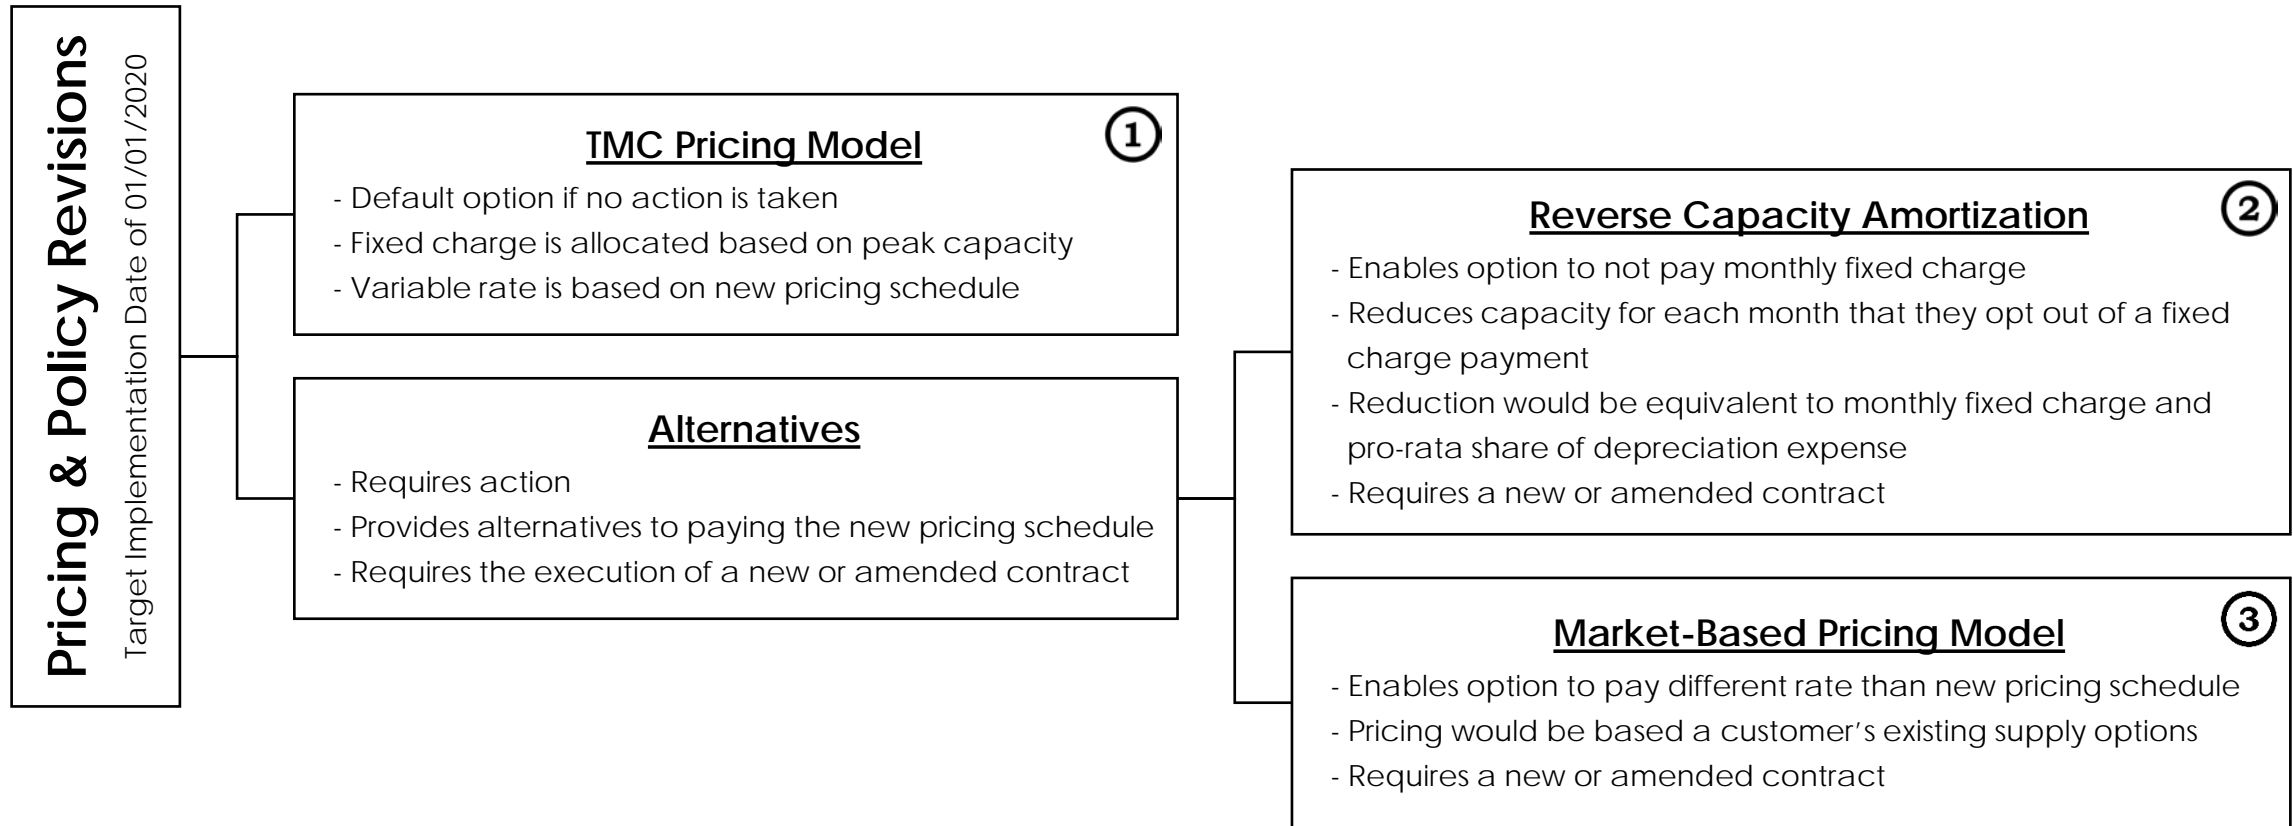 Pricing & Policy Revisions
Target Implementation Date of 01/01/2020
TMC Pricing Model
1
- Default option if no action is taken
- Fixed charge is allocated based on peak capacity
- Variable rate is based on new pricing schedule
Alternatives
- Requires action
- Provides alternatives to paying the new pricing schedule
- Requires the execution of a new or amended contract
Reverse Capacity Amortization
2
- Enables option to not pay monthly fixed charge
- Reduces capacity for each month that they opt out of a fixed
charge payment
- Reduction would be equivalent to monthly fixed charge and
pro-rata share of depreciation expense
- Requires a new or amended contract
Market-Based Pricing Model
3
- Enables option to pay different rate than new pricing schedule
- Pricing would be based a customer's existing supply options
- Requires a new or amended contract